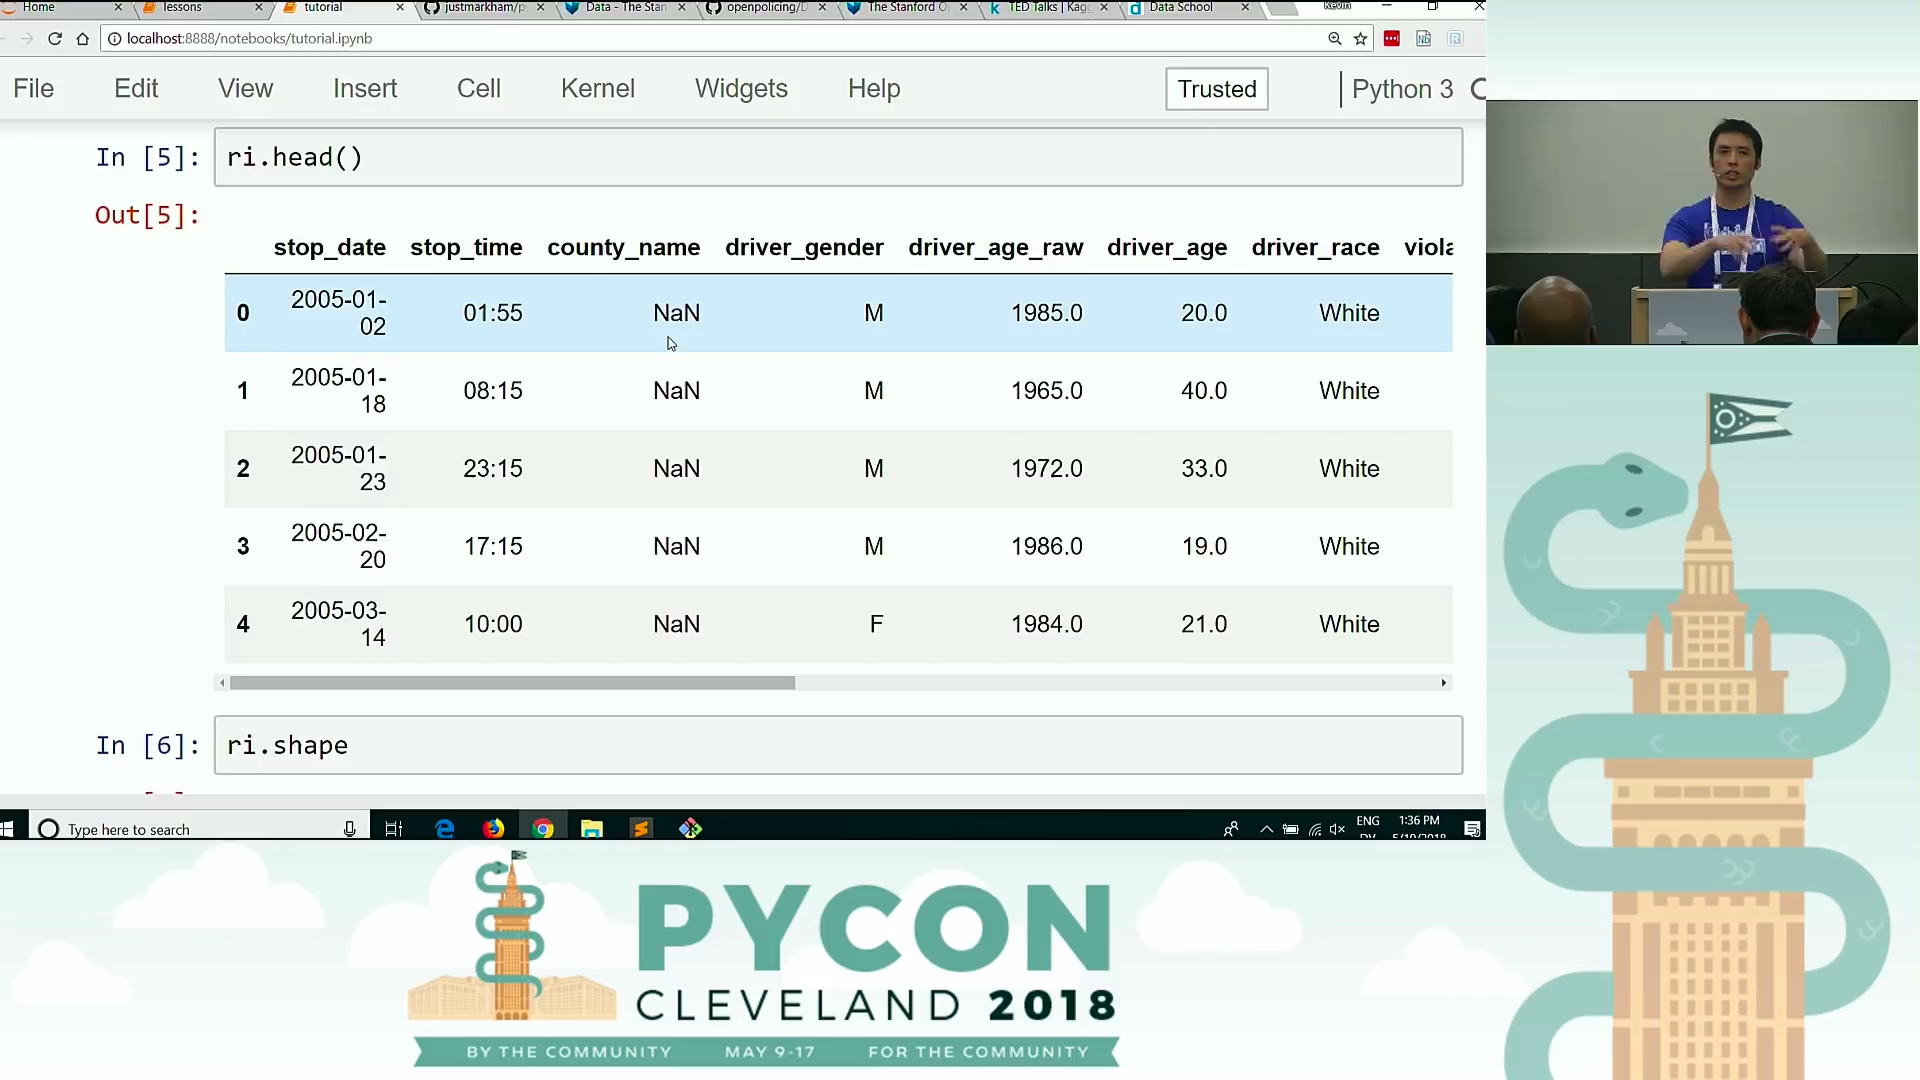 Home lessons tutorial justmarkham/p Data - The Stan openpolicing/D The Stanford O TED Talks | Kagg Data School Kevin
localhost:8888/notebooks/tutorial.ipynb
File Edit View Insert Cell Kernel Widgets Help Trusted Python 3
In [5]: ri.head()
Out[5]:
stop_date stop_time county_name driver_gender driver_age_raw driver_age driver_race viola
0 2005-01-02 01:55 NaN M 1985.0 20.0 White
1 2005-01-18 08:15 NaN M 1965.0 40.0 White
2 2005-01-23 23:15 NaN M 1972.0 33.0 White
3 2005-02-20 17:15 NaN M 1986.0 19.0 White
4 2005-03-14 10:00 NaN F 1984.0 21.0 White
In [6]: ri.shape
Type here to search ENG 1:36 PM
PYCON
CLEVELAND 2018
BY THE COMMUNITY MAY 9-17 FOR THE COMMUNITY